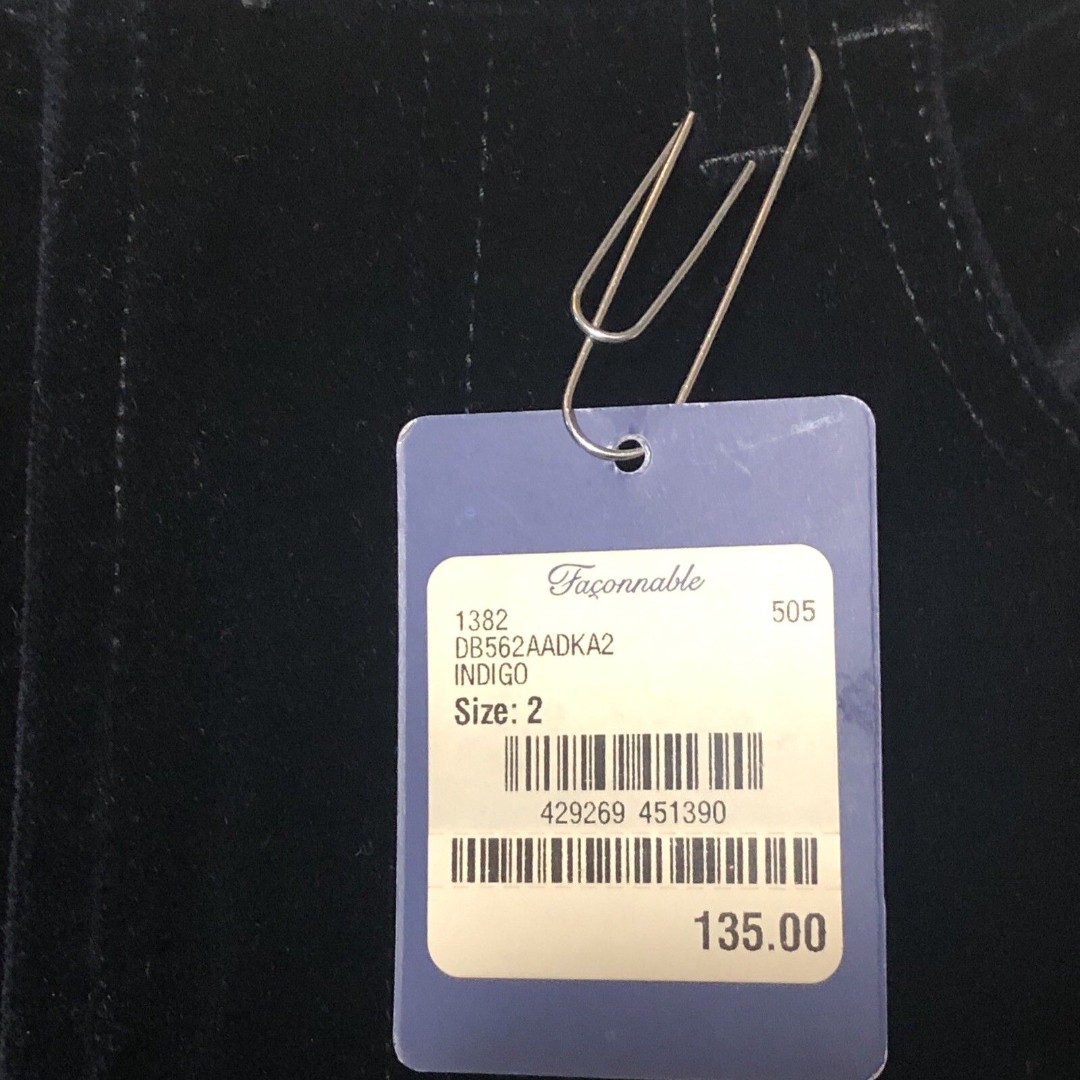 Façonnable
1382 505
DB562AADKA2
INDIGO
Size: 2
429269 451390
135.00